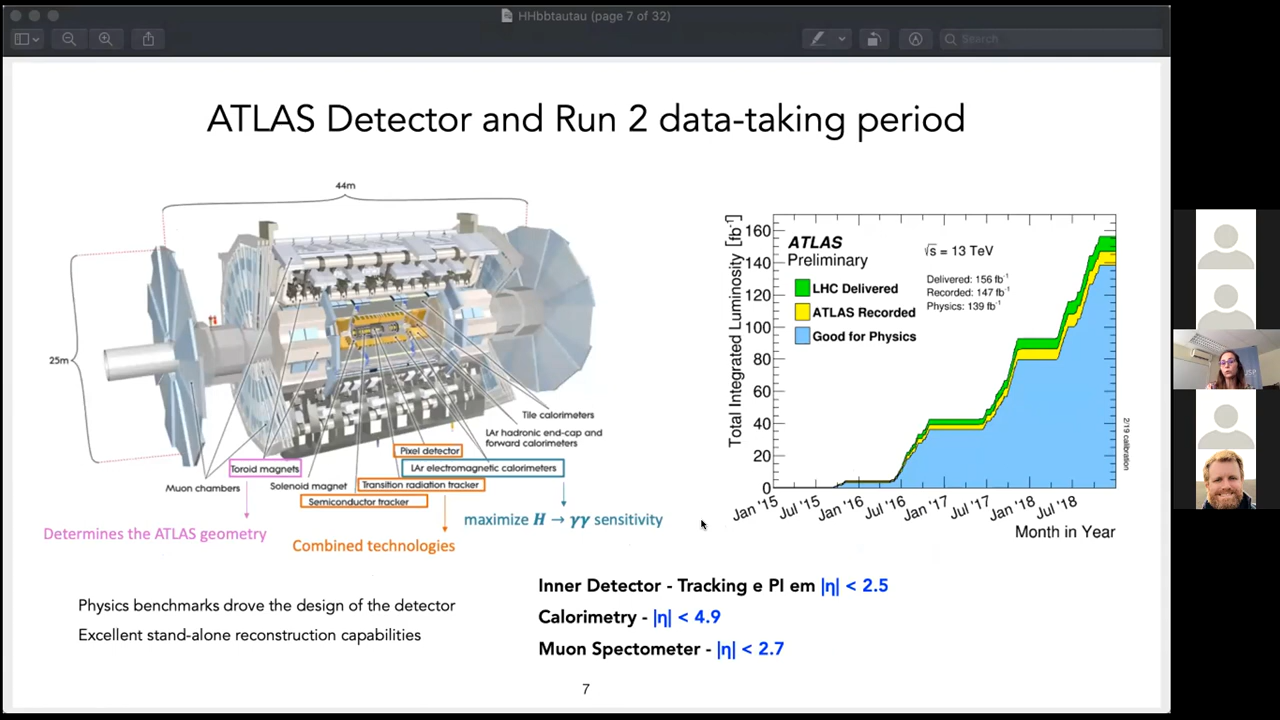 HHbbtautau (page 7 of 32)
Search
ATLAS Detector and Run 2 data-taking period
44m
25m
Tile calorimeters
LAr hadronic end-cap and
forward calorimeters
Pixel detector
Toroid magnets
LAr electromagnetic calorimeters
Muon chambers
Solenoid magnet
Transition radiation tracker
Semiconductor tracker
Determines the ATLAS geometry
Combined technologies
maximize H → γγ sensitivity
Physics benchmarks drove the design of the detector
Excellent stand-alone reconstruction capabilities
Total Integrated Luminosity [fb⁻¹]
160
140
120
100
80
60
40
20
0
ATLAS
Preliminary
√s = 13 TeV
LHC Delivered
ATLAS Recorded
Good for Physics
Delivered: 156 fb⁻¹
Recorded: 147 fb⁻¹
Physics: 139 fb⁻¹
2/19 calibration
Jan '15
Jul '15
Jan '16
Jul '16
Jan '17
Jul '17
Jan '18
Jul '18
Month in Year
Inner Detector - Tracking e PI em |η| < 2.5
Calorimetry - |η| < 4.9
Muon Spectometer - |η| < 2.7
7